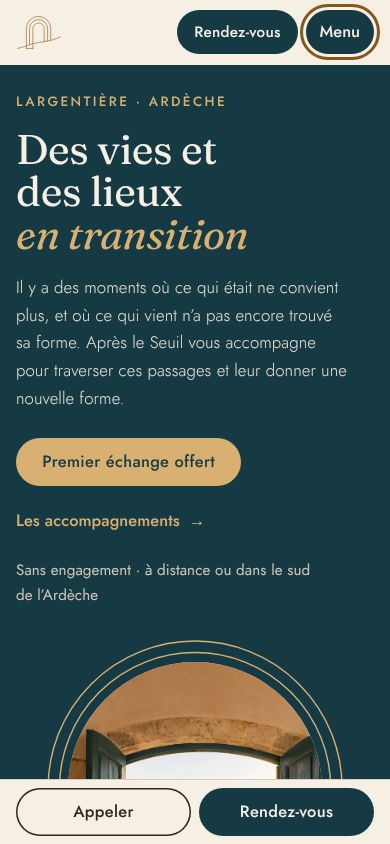 Rendez-vous
Menu
LARGENTIÈRE · ARDÈCHE
Des vies et
des lieux
en transition
Il y a des moments où ce qui était ne convient
plus, et où ce qui vient n’a pas encore trouvé
sa forme. Après le Seuil vous accompagne
pour traverser ces passages et leur donner une
nouvelle forme.
Premier échange offert
Les accompagnements →
Sans engagement · à distance ou dans le sud
de l’Ardèche
Appeler
Rendez-vous